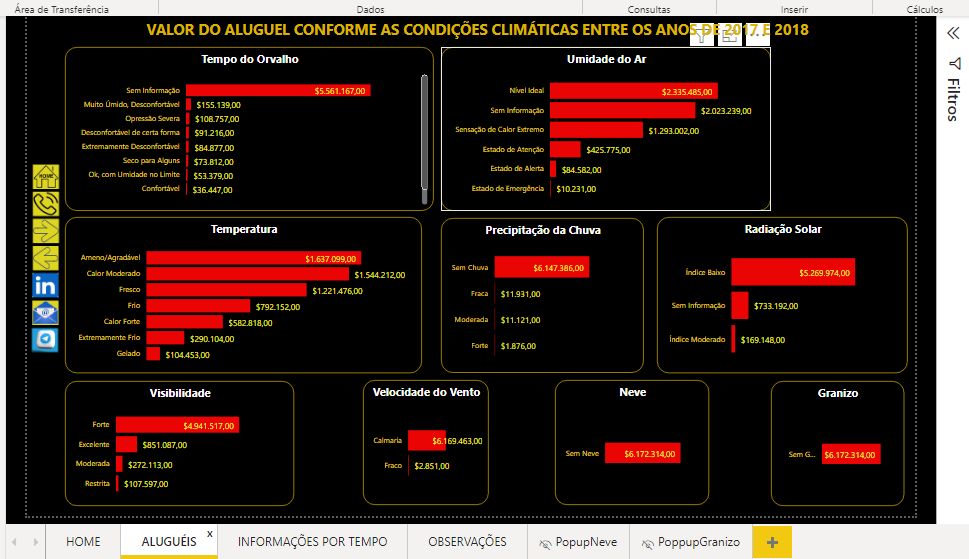 Área de Transferência
Dados
Consultas
Inserir
Cálculos
VALOR DO ALUGUEL CONFORME AS CONDIÇÕES CLIMÁTICAS ENTRE OS ANOS DE 2017 E 2018
Filtros
Tempo do Orvalho
Sem Informação $5.561.167,00
Muito Úmido, Desconfortável $155.139,00
Opressão Severa $108.757,00
Desconfortável de certa forma $91.216,00
Extremamente Desconfortável $84.877,00
Seco para Alguns $73.812,00
Ok, com Umidade no Limite $53.379,00
Confortável $36.447,00
Umidade do Ar
Nível Ideal $2.335.485,00
Sem Informação $2.023.239,00
Sensação de Calor Extremo $1.293.002,00
Estado de Atenção $425.775,00
Estado de Alerta $84.582,00
Estado de Emergência $10.231,00
HOME
Temperatura
Ameno/Agradável $1.637.099,00
Calor Moderado $1.544.212,00
Fresco $1.221.476,00
Frio $792.152,00
Calor Forte $582.818,00
Extremamente Frio $290.104,00
Gelado $104.453,00
Precipitação da Chuva
Sem Chuva $6.147.386,00
Fraca $11.931,00
Moderada $11.121,00
Forte $1.876,00
Radiação Solar
Índice Baixo $5.269.974,00
Sem Informação $733.192,00
Índice Moderado $169.148,00
in
Visibilidade
Forte $4.941.517,00
Excelente $851.087,00
Moderada $272.113,00
Restrita $107.597,00
Velocidade do Vento
Calmaria $6.169.463,00
Fraco $2.851,00
Neve
Sem Neve $6.172.314,00
Granizo
Sem G... $6.172.314,00
HOME
ALUGUÉIS x
INFORMAÇÕES POR TEMPO
OBSERVAÇÕES
PopupNeve
PoppupGranizo
+